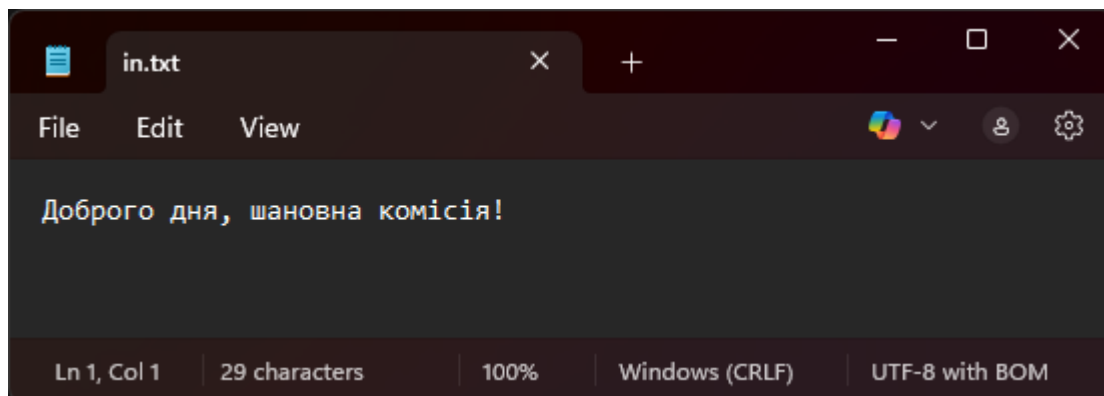 in.txt
File Edit View
Доброго дня, шановна комісія!
Ln 1, Col 1 29 characters 100% Windows (CRLF) UTF-8 with BOM